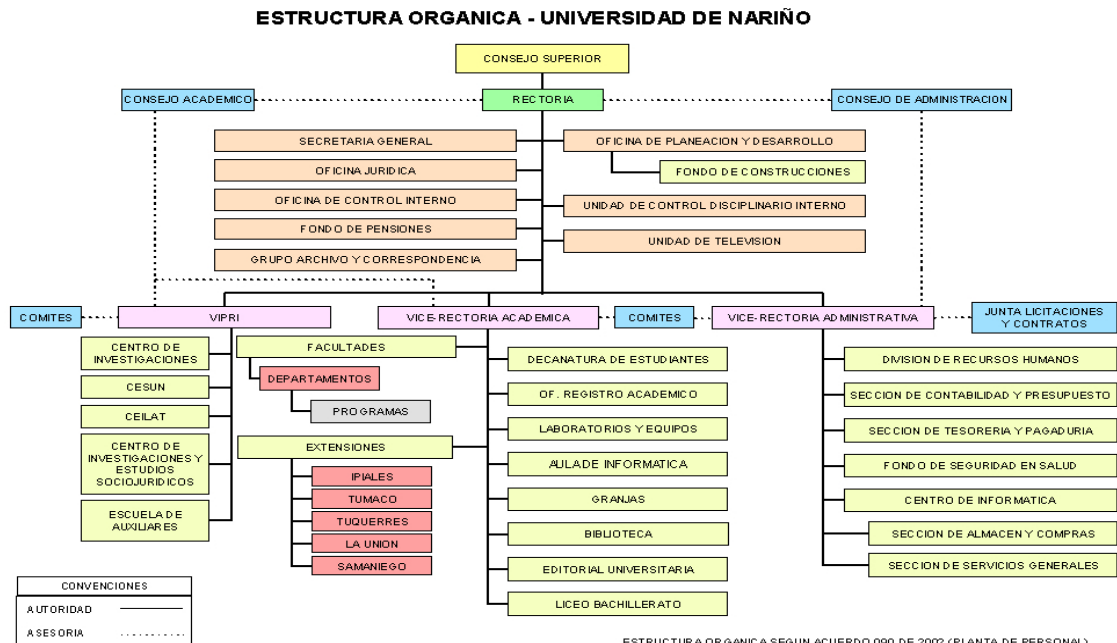 ESTRUCTURA ORGANICA - UNIVERSIDAD DE NARIÑO
CONSEJO SUPERIOR
CONSEJO ACADEMICO
RECTORIA
CONSEJO DE ADMINISTRACION
SECRETARIA GENERAL
OFICINA DE PLANEACION Y DESARROLLO
OFICINA JURIDICA
FONDO DE CONSTRUCCIONES
OFICINA DE CONTROL INTERNO
UNIDAD DE CONTROL DISCIPLINARIO INTERNO
FONDO DE PENSIONES
UNIDAD DE TELEVISION
GRUPO ARCHIVO Y CORRESPONDENCIA
COMITES
VIPRI
VICE-RECTORIA ACADEMICA
COMITES
VICE-RECTORIA ADMINISTRATIVA
JUNTA LICITACIONES
Y CONTRATOS
CENTRO DE
INVESTIGACIONES
CESUN
CEILAT
CENTRO DE
INVESTIGACIONES Y
ESTUDIOS
SOCIOJURIDICOS
ESCUELA DE
AUXILIARES
FACULTADES
DEPARTAMENTOS
PROGRAMAS
EXTENSIONES
IPIALES
TUMACO
TUQUERRES
LA UNION
SAMANIEGO
DECANATURA DE ESTUDIANTES
OF. REGISTRO ACADEMICO
LABORATORIOS Y EQUIPOS
AULA DE INFORMATICA
GRANJAS
BIBLIOTECA
EDITORIAL UNIVERSITARIA
LICEO BACHILLERATO
DIVISION DE RECURSOS HUMANOS
SECCION DE CONTABILIDAD Y PRESUPUESTO
SECCION DE TESORERIA Y PAGADURIA
FONDO DE SEGURIDAD EN SALUD
CENTRO DE INFORMATICA
SECCION DE ALMACEN Y COMPRAS
SECCION DE SERVICIOS GENERALES
CONVENCIONES
AUTORIDAD
ASESORIA
ESTRUCTURA ORGANICA SEGUN ACUERDO 090 DE 2002 (PLANTA DE PERSONAL)